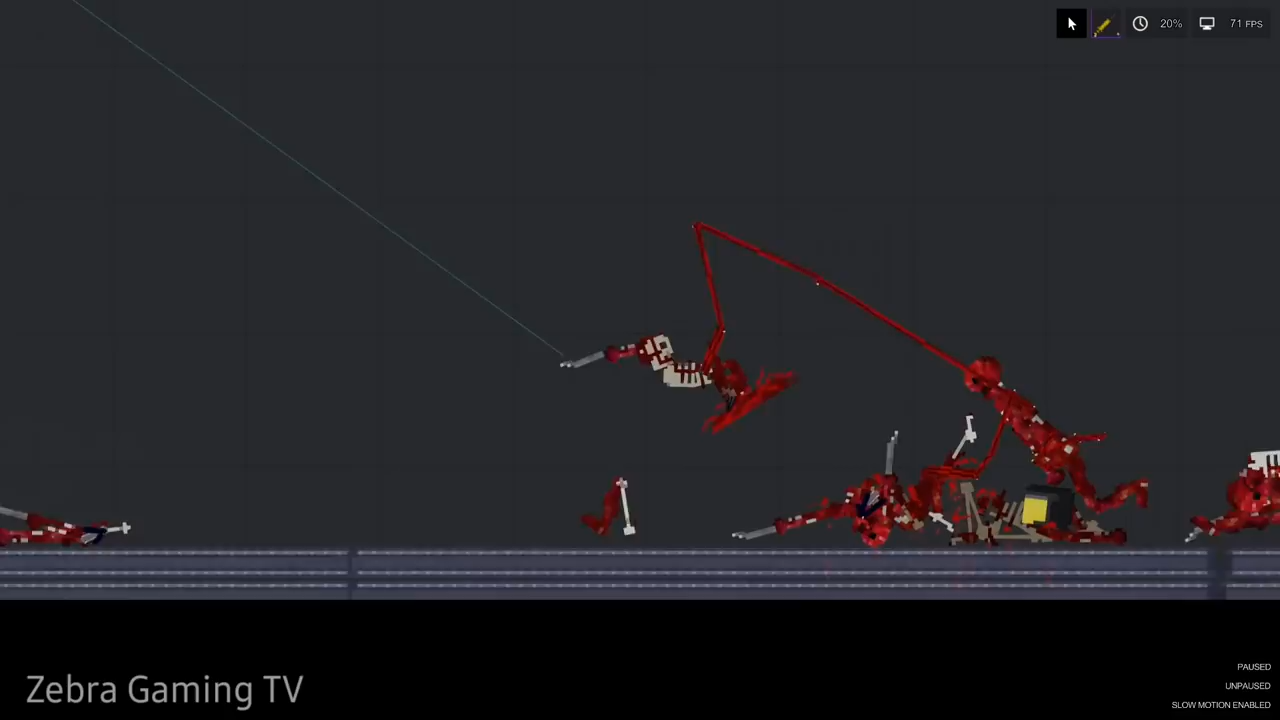 20%
71 FPS
Zebra Gaming TV
PAUSED
UNPAUSED
SLOW MOTION ENABLED